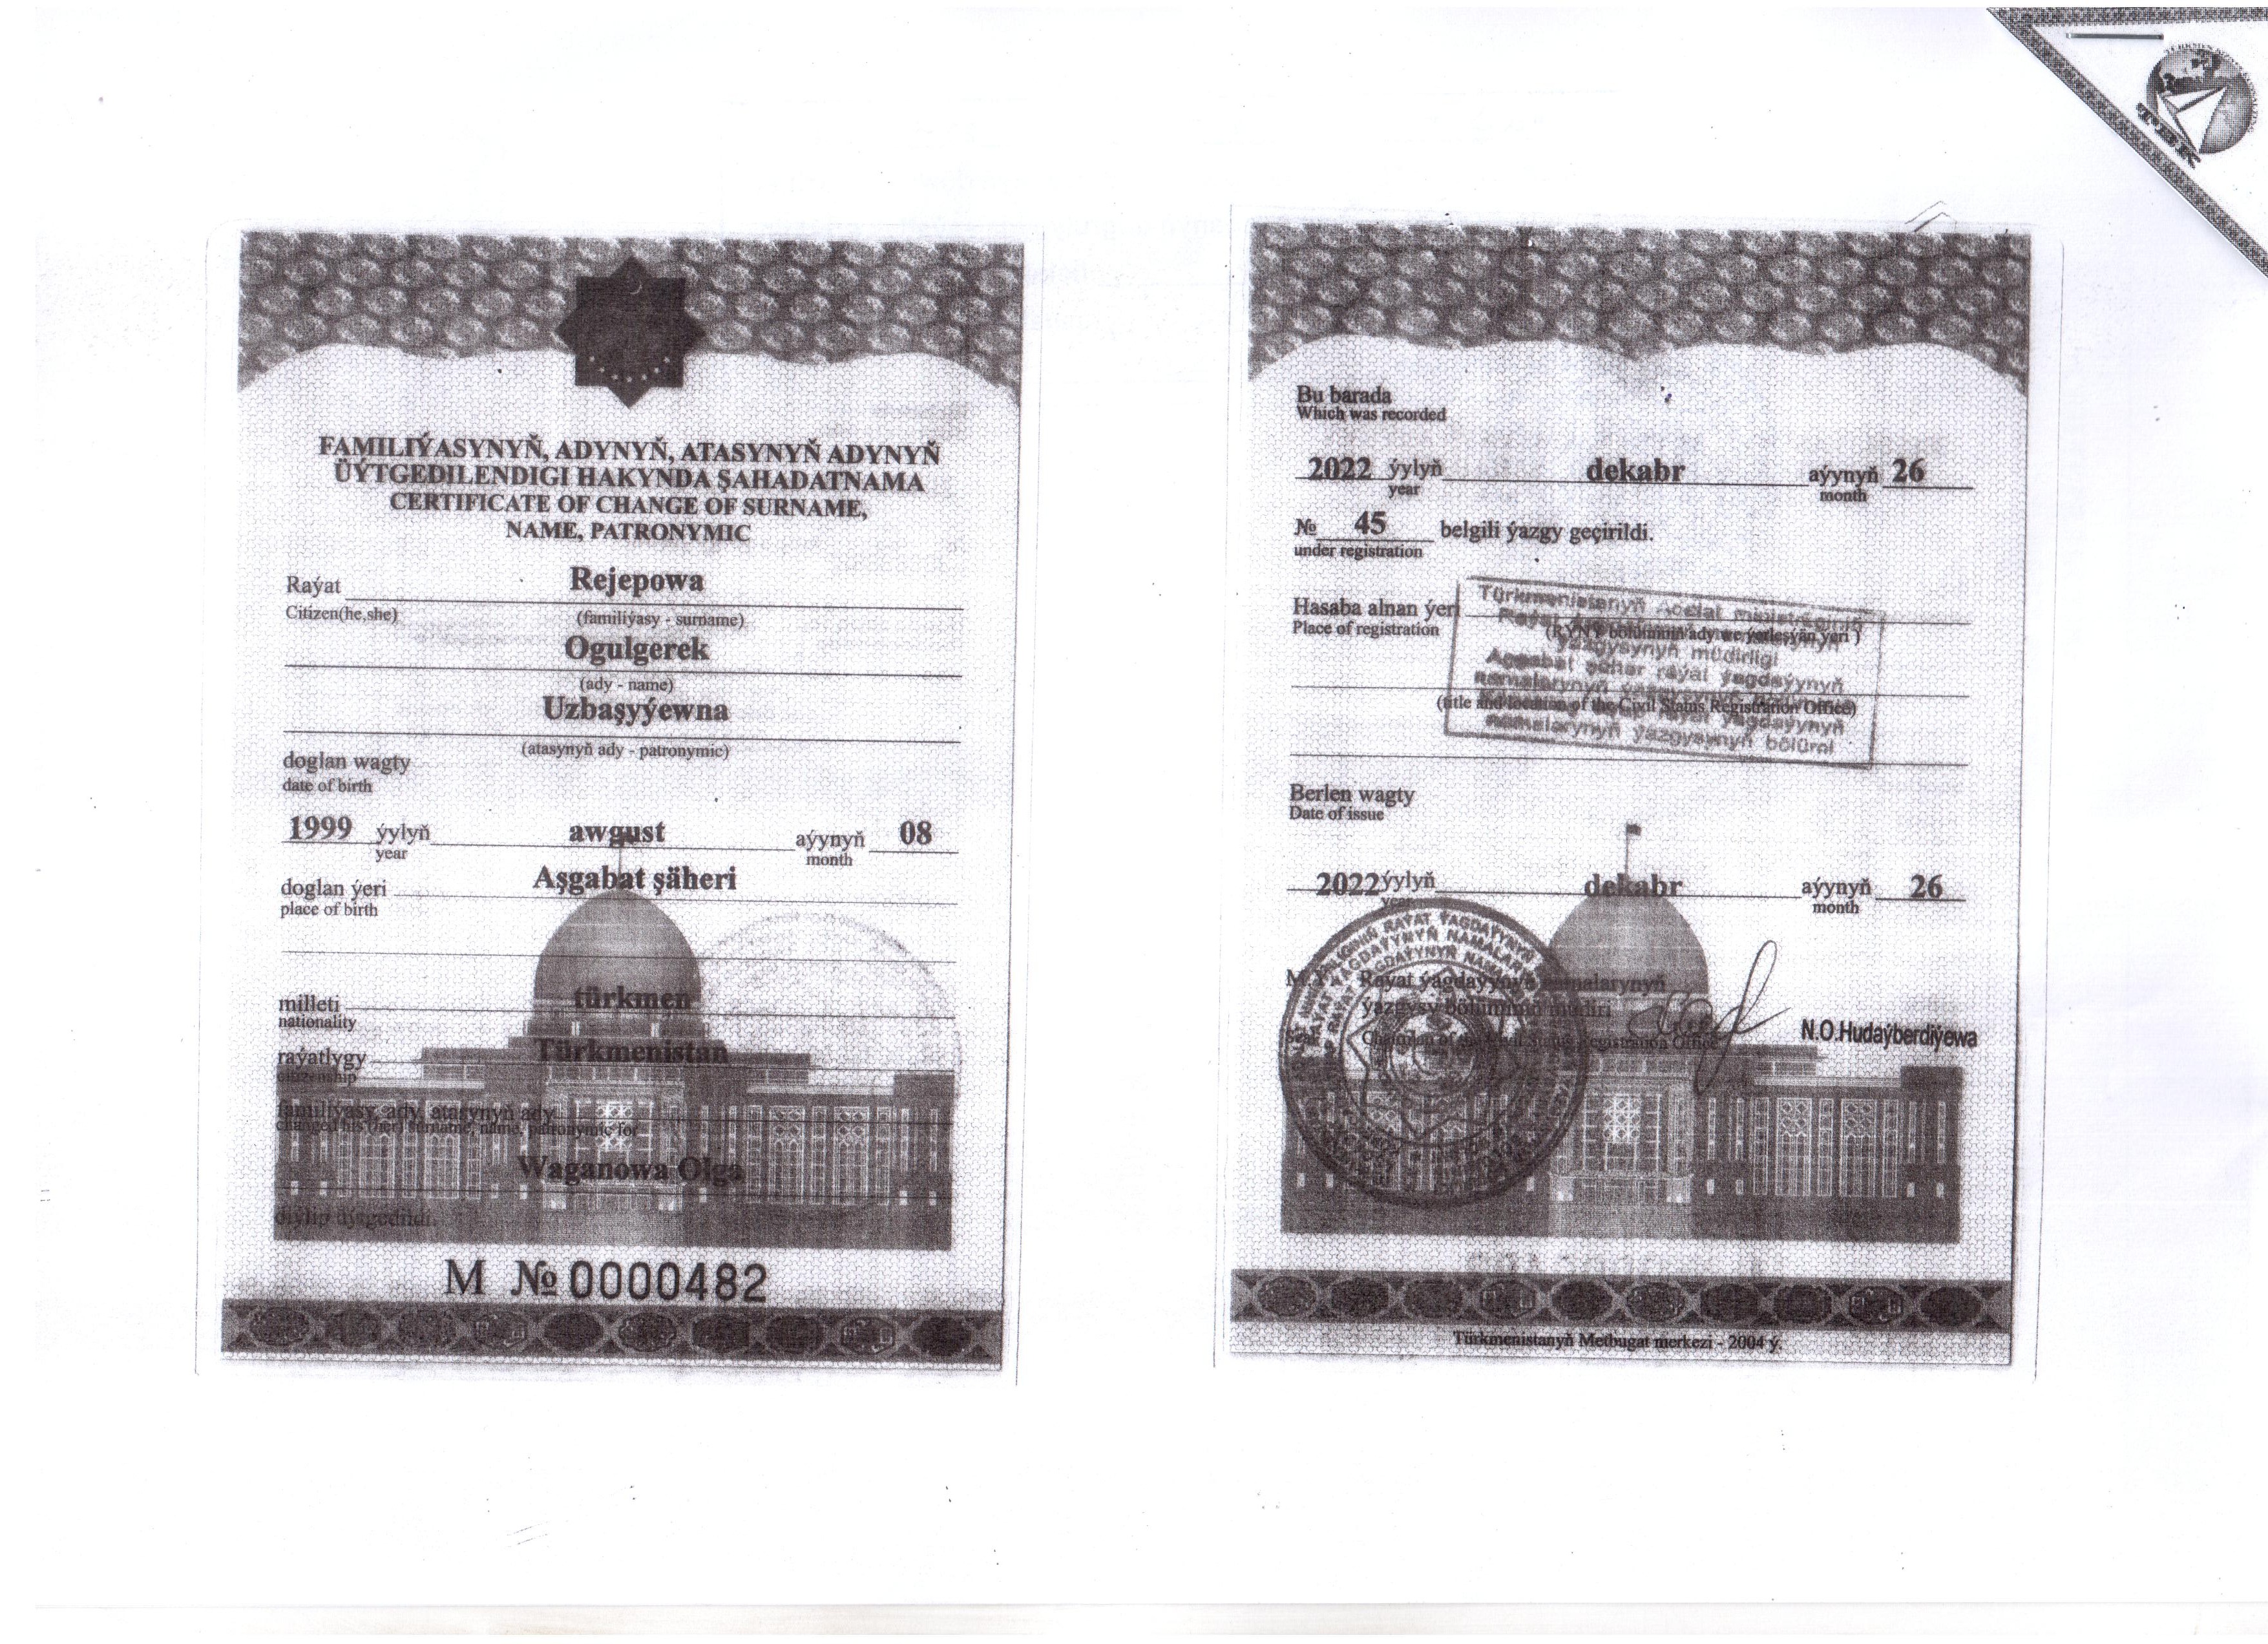 TBK
FAMILIÝASYNYŇ, ADYNYŇ, ATASYNYŇ ADYNYŇ
ÜÝTGEDILENDIGI HAKYNDA ŞAHADATNAMA
CERTIFICATE OF CHANGE OF SURNAME,
NAME, PATRONYMIC
Raýat Rejepowa
Citizen(he,she) (familiýasy - surname)
Ogulgerek
(ady - name)
Uzbaşyýewna
(atasynyň ady - patronymic)
doglan wagty
date of birth
1999 ýylyň awgust aýynyň 08
year month
doglan ýeri Aşgabat şäheri
place of birth
milleti türkmen
nationality
raýatlygy Türkmenistan
citizenship
familiýasy, ady, atasynyň ady
changed his (her) surname, name, patronymic for
Waganowa Olga
diýlip üýtgedildi.
M № 0000482
Bu barada
Which was recorded
2022 ýylyň dekabr aýynyň 26
year month
№ 45 belgili ýazgy geçirildi.
under registration
Hasaba alnan ýeri
Place of registration (RÝNÝ bölüminiň ady we ýerleşýän ýeri)
Türkmenistanyň Adalat ministrliginiň
ýazgysynyň müdirligi
Aşgabat şäher raýat ýagdaýynyň
namalarynyň ýazgysynyň
(title and location of the Civil Status Registration Office)
raýat ýagdaýynyň
namalarynyň ýazgysynyň bölümi
Berlen wagty
Date of issue
2022 ýylyň dekabr aýynyň 26
year month
Raýat ýagdaýynyň namalarynyň
ýazgysy bölüminiň müdiri
of the Civil Status Registration Office
N.O.Hudaýberdiýewa
Türkmenistanyň Metbugat merkezi - 2004 ý.